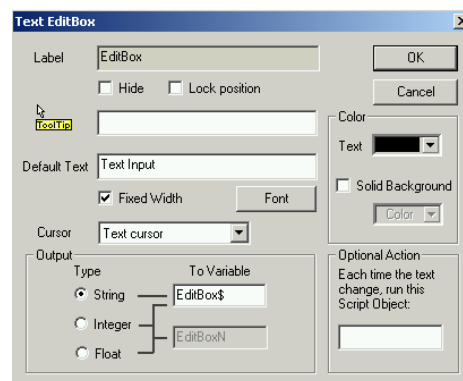 Text EditBox
Label EditBox OK
Hide Lock position Cancel
ToolTip
Color
Text
Default Text Text Input
Solid Background
Fixed Width Font
Color
Cursor Text cursor
Output Optional Action
Type To Variable Each time the text
change, run this
Script Object:
String EditBox$
Integer
EditBoxN
Float